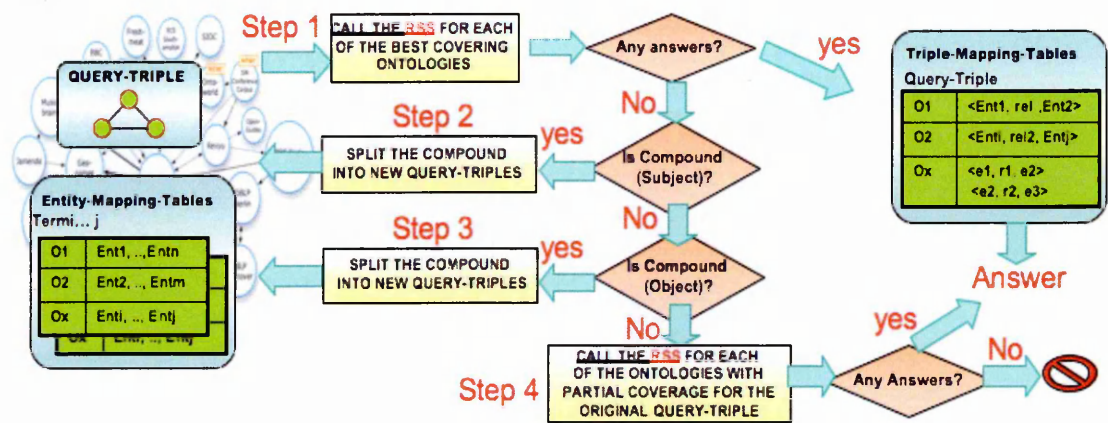 Step 1
CALL THE RSS FOR EACH
OF THE BEST COVERING
ONTOLOGIES
Any answers?
yes
Triple-Mapping-Tables
Query-Triple
O1 <Ent1, rel ,Ent2>
O2 <Enti, rel2, Entj>
Ox <e1, r1, e2>
<e2, r2, e3>
QUERY-TRIPLE
No
Step 2
yes
SPLIT THE COMPOUND
INTO NEW QUERY-TRIPLES
Is Compound
(Subject)?
Entity-Mapping-Tables
Termi... j
O1 Ent1, ..,Entn
O2 Ent2, .., Entm
Ox Enti, .., Entj
No
Step 3
yes
SPLIT THE COMPOUND
INTO NEW QUERY-TRIPLES
Is Compound
(Object)?
Answer
No
yes
Step 4
CALL THE RSS FOR EACH
OF THE ONTOLOGIES WITH
PARTIAL COVERAGE FOR THE
ORIGINAL QUERY-TRIPLE
Any Answers?
No